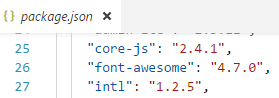 {} package.json ×
25 "core-js": "2.4.1",
26 "font-awesome": "4.7.0",
27 "intl": "1.2.5",